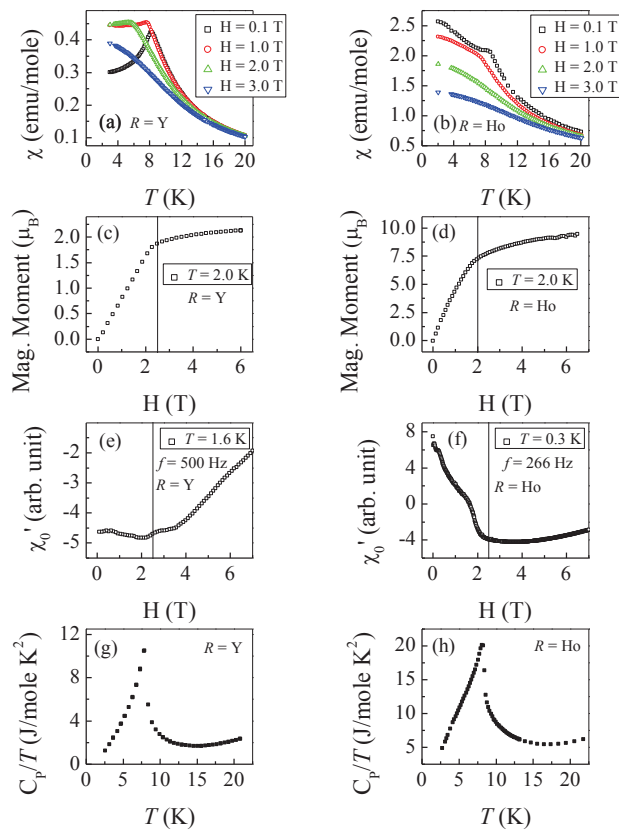 0.5
0.4
0.3
0.2
0.1
χ (emu/mole)
H = 0.1 T
H = 1.0 T
H = 2.0 T
H = 3.0 T
(a) R = Y
0 4 8 12 16 20
T (K)
2.5
2.0
1.5
1.0
0.5
χ (emu/mole)
H = 0.1 T
H = 1.0 T
H = 2.0 T
H = 3.0 T
(b) R = Ho
0 4 8 12 16 20
T (K)
2.0
1.5
1.0
0.5
0.0
Mag. Moment (μB)
(c)
T = 2.0 K
R = Y
0 2 4 6
H (T)
10.0
7.5
5.0
2.5
0.0
Mag. Moment (μB)
(d)
T = 2.0 K
R = Ho
0 2 4 6
H (T)
-2
-3
-4
-5
χ0' (arb. unit)
(e)
T = 1.6 K
f = 500 Hz
R = Y
0 2 4 6
H (T)
8
4
0
-4
χ0' (arb. unit)
(f)
T = 0.3 K
f = 266 Hz
R = Ho
0 2 4 6
H (T)
12
8
4
0
CP/T (J/mole K²)
(g) R = Y
0 5 10 15 20
T (K)
20
15
10
5
CP/T (J/mole K²)
(h) R = Ho
0 5 10 15 20
T (K)